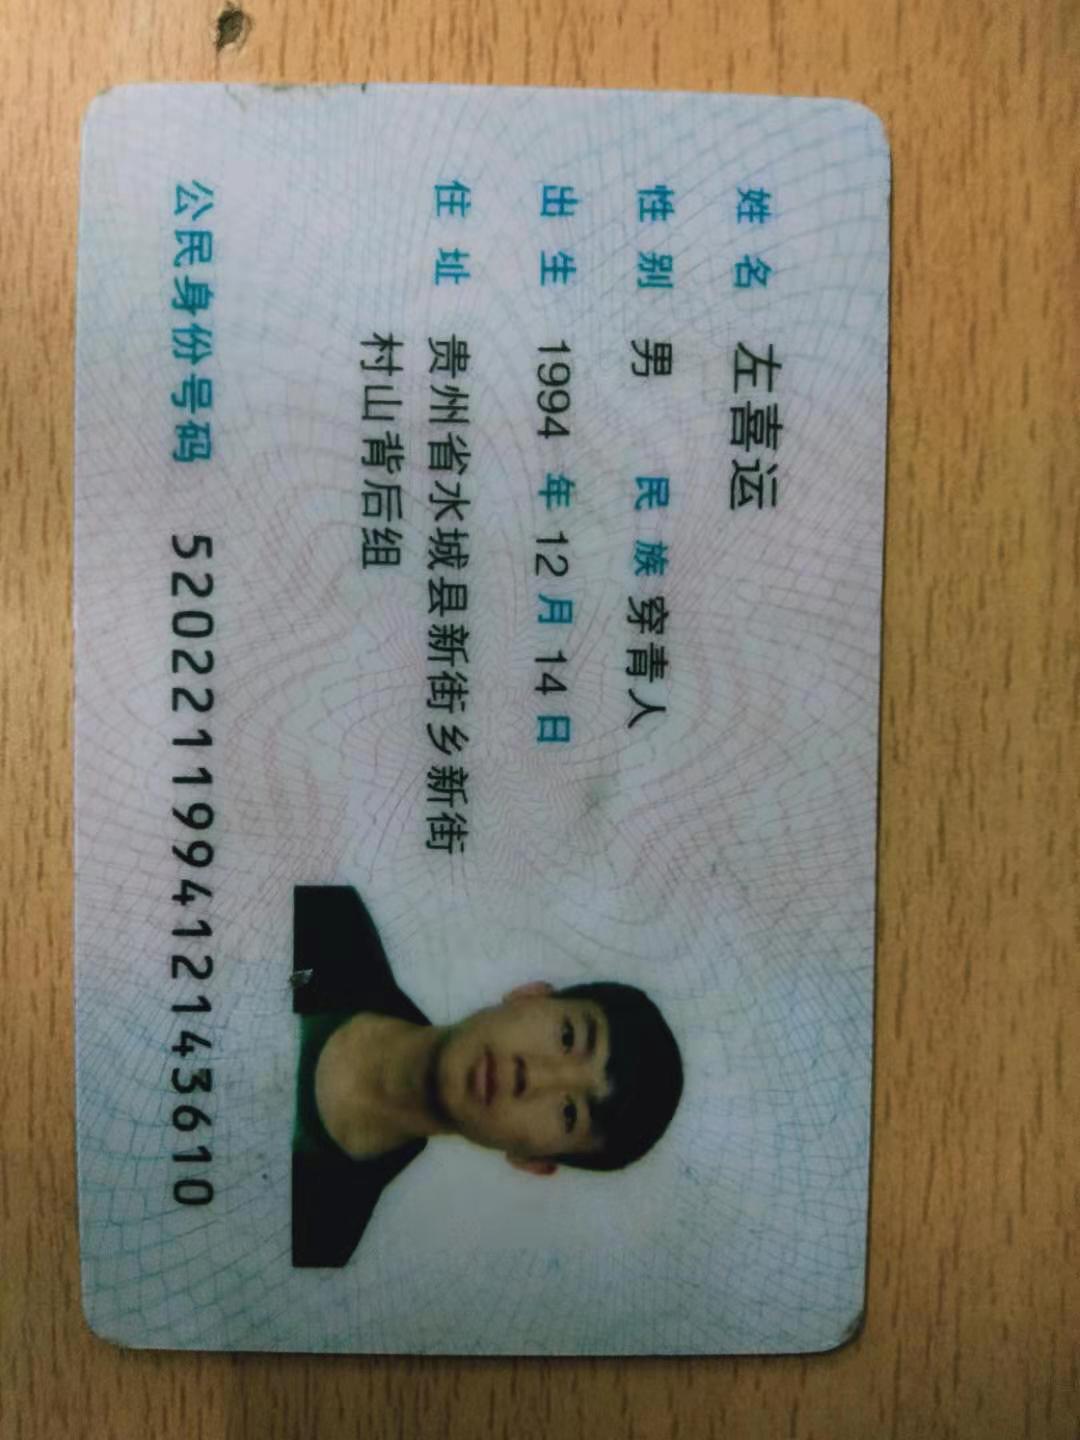 姓名 左喜运
性别 男 民族 穿青人
出生 1994 年 12 月 14 日
住址 贵州省水城县新街乡新街
村山背后组
公民身份号码 520221199412143610